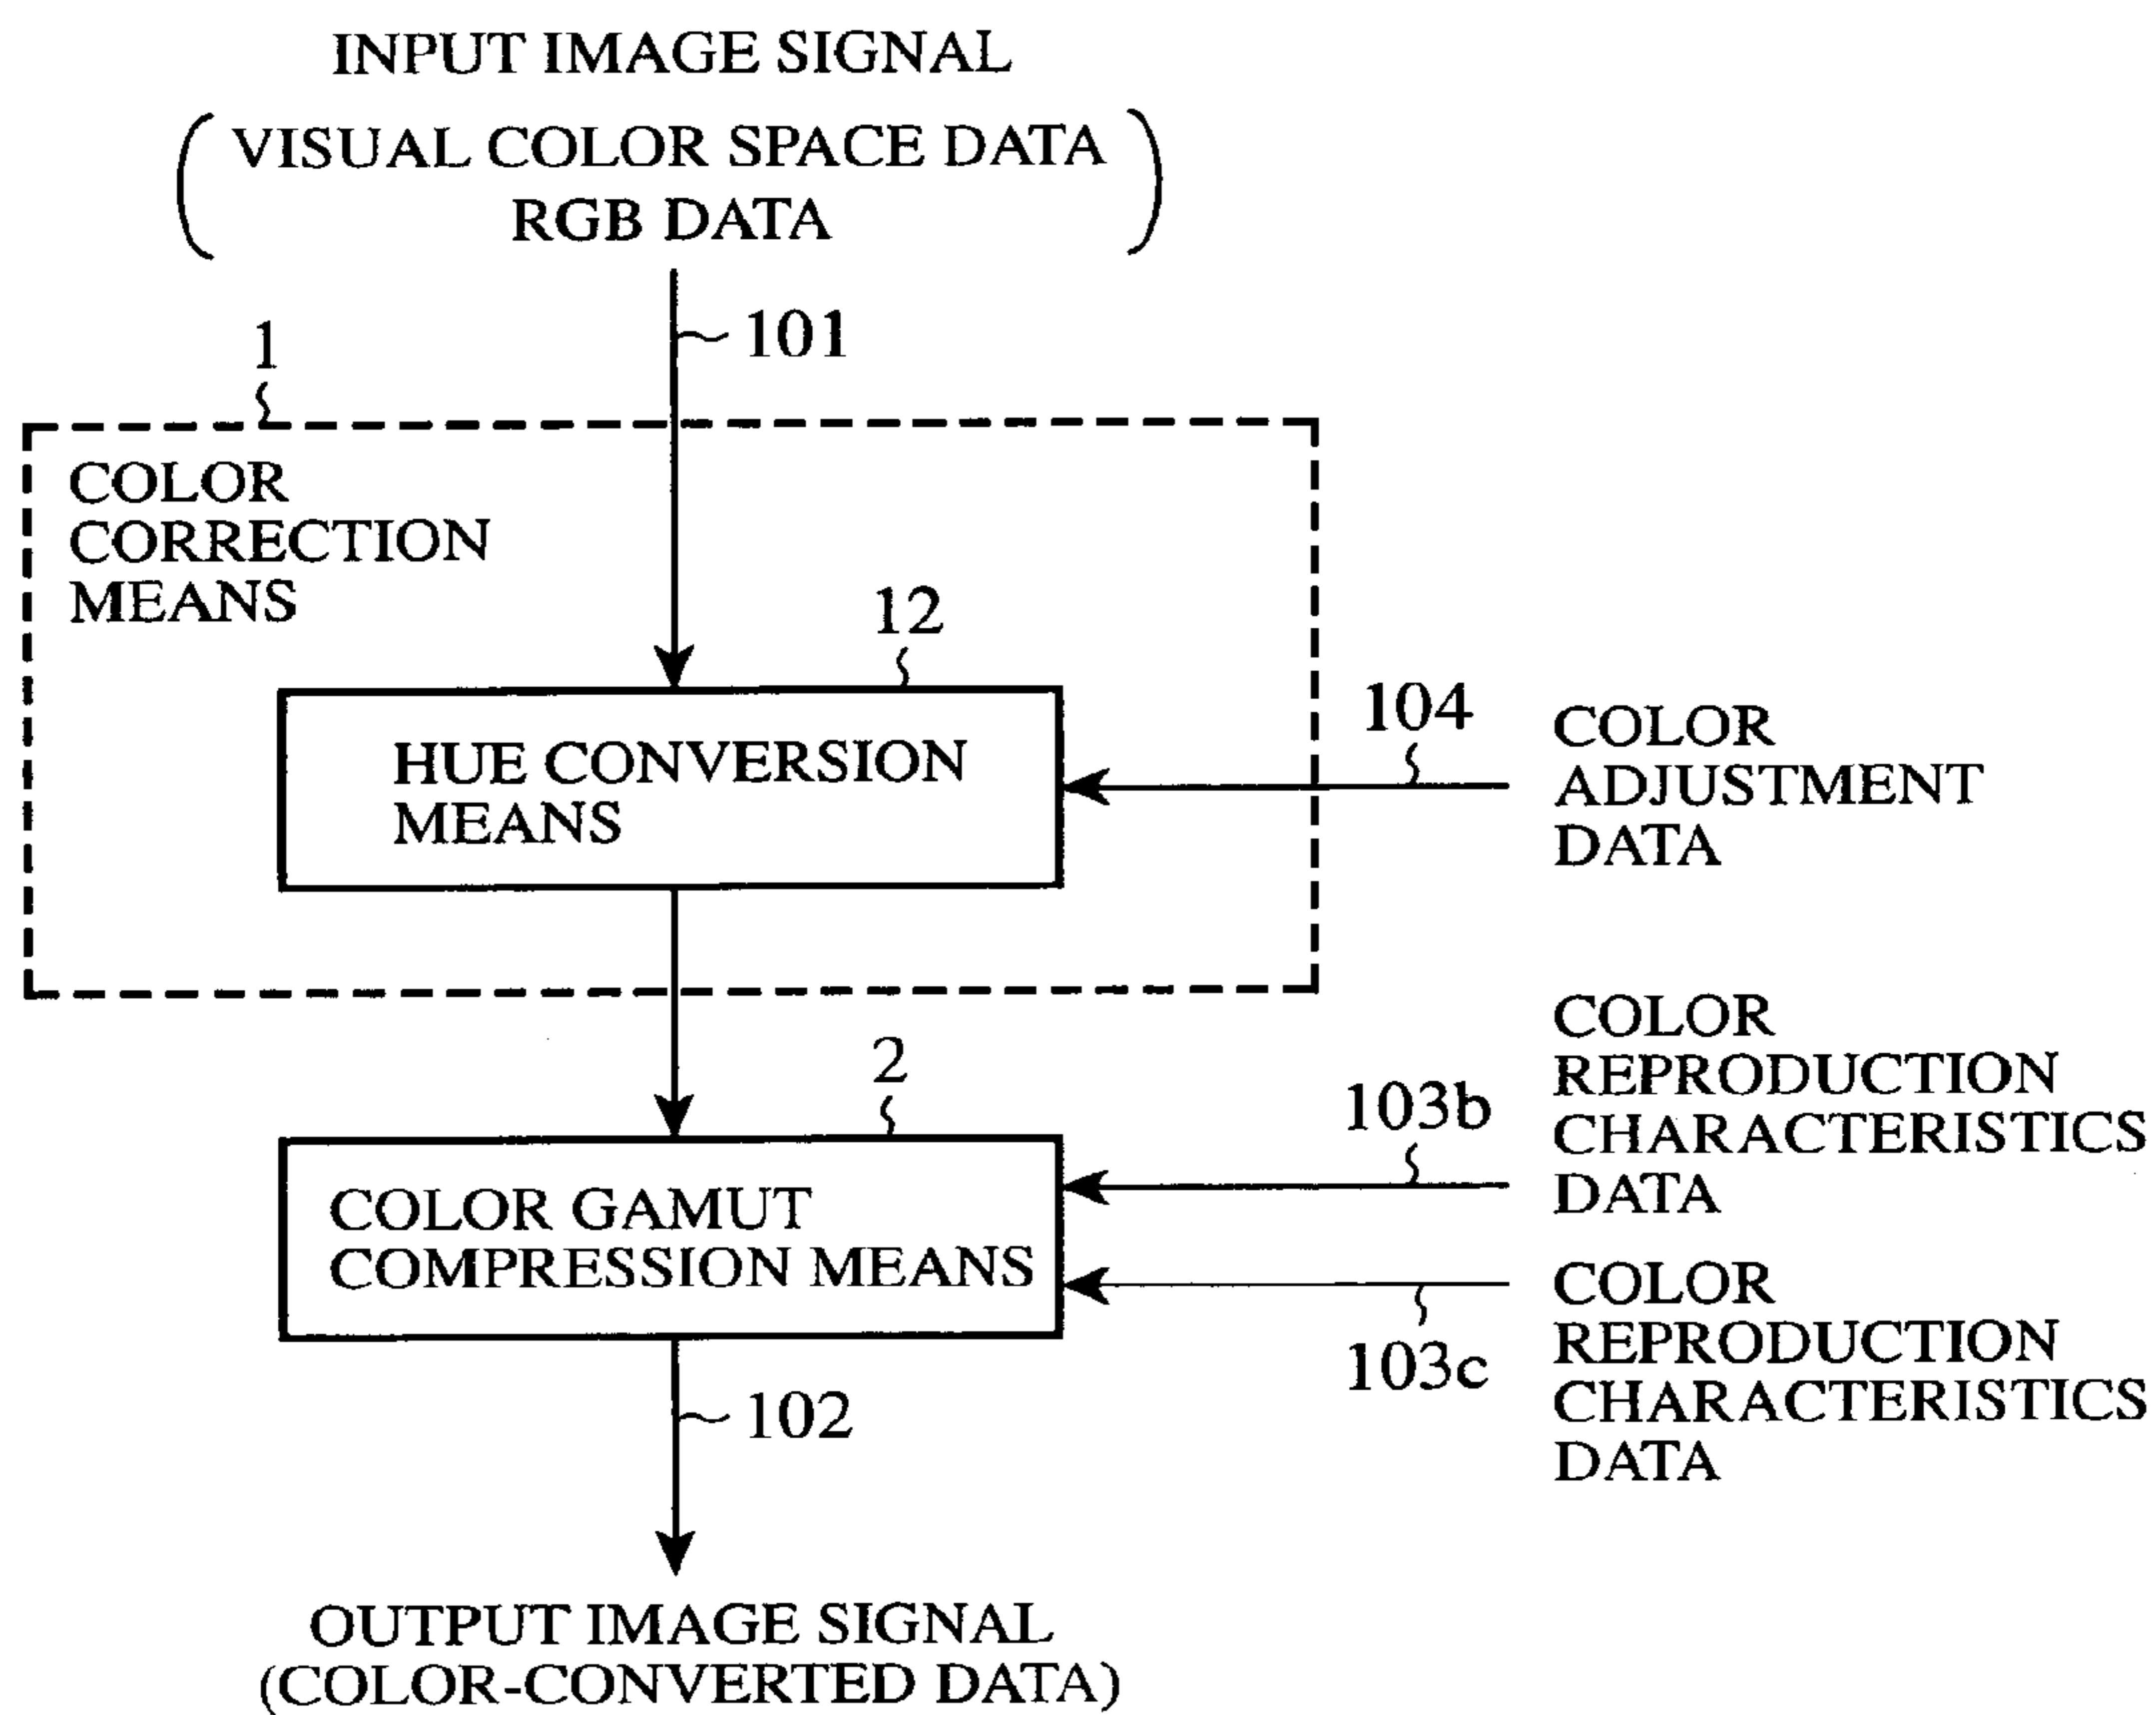 INPUT IMAGE SIGNAL
(VISUAL COLOR SPACE DATA
RGB DATA)
101
1
COLOR
CORRECTION
MEANS
12
HUE CONVERSION
MEANS
104
COLOR
ADJUSTMENT
DATA
2
COLOR GAMUT
COMPRESSION MEANS
103b
COLOR
REPRODUCTION
CHARACTERISTICS
DATA
103c
COLOR
REPRODUCTION
CHARACTERISTICS
DATA
102
OUTPUT IMAGE SIGNAL
(COLOR-CONVERTED DATA)